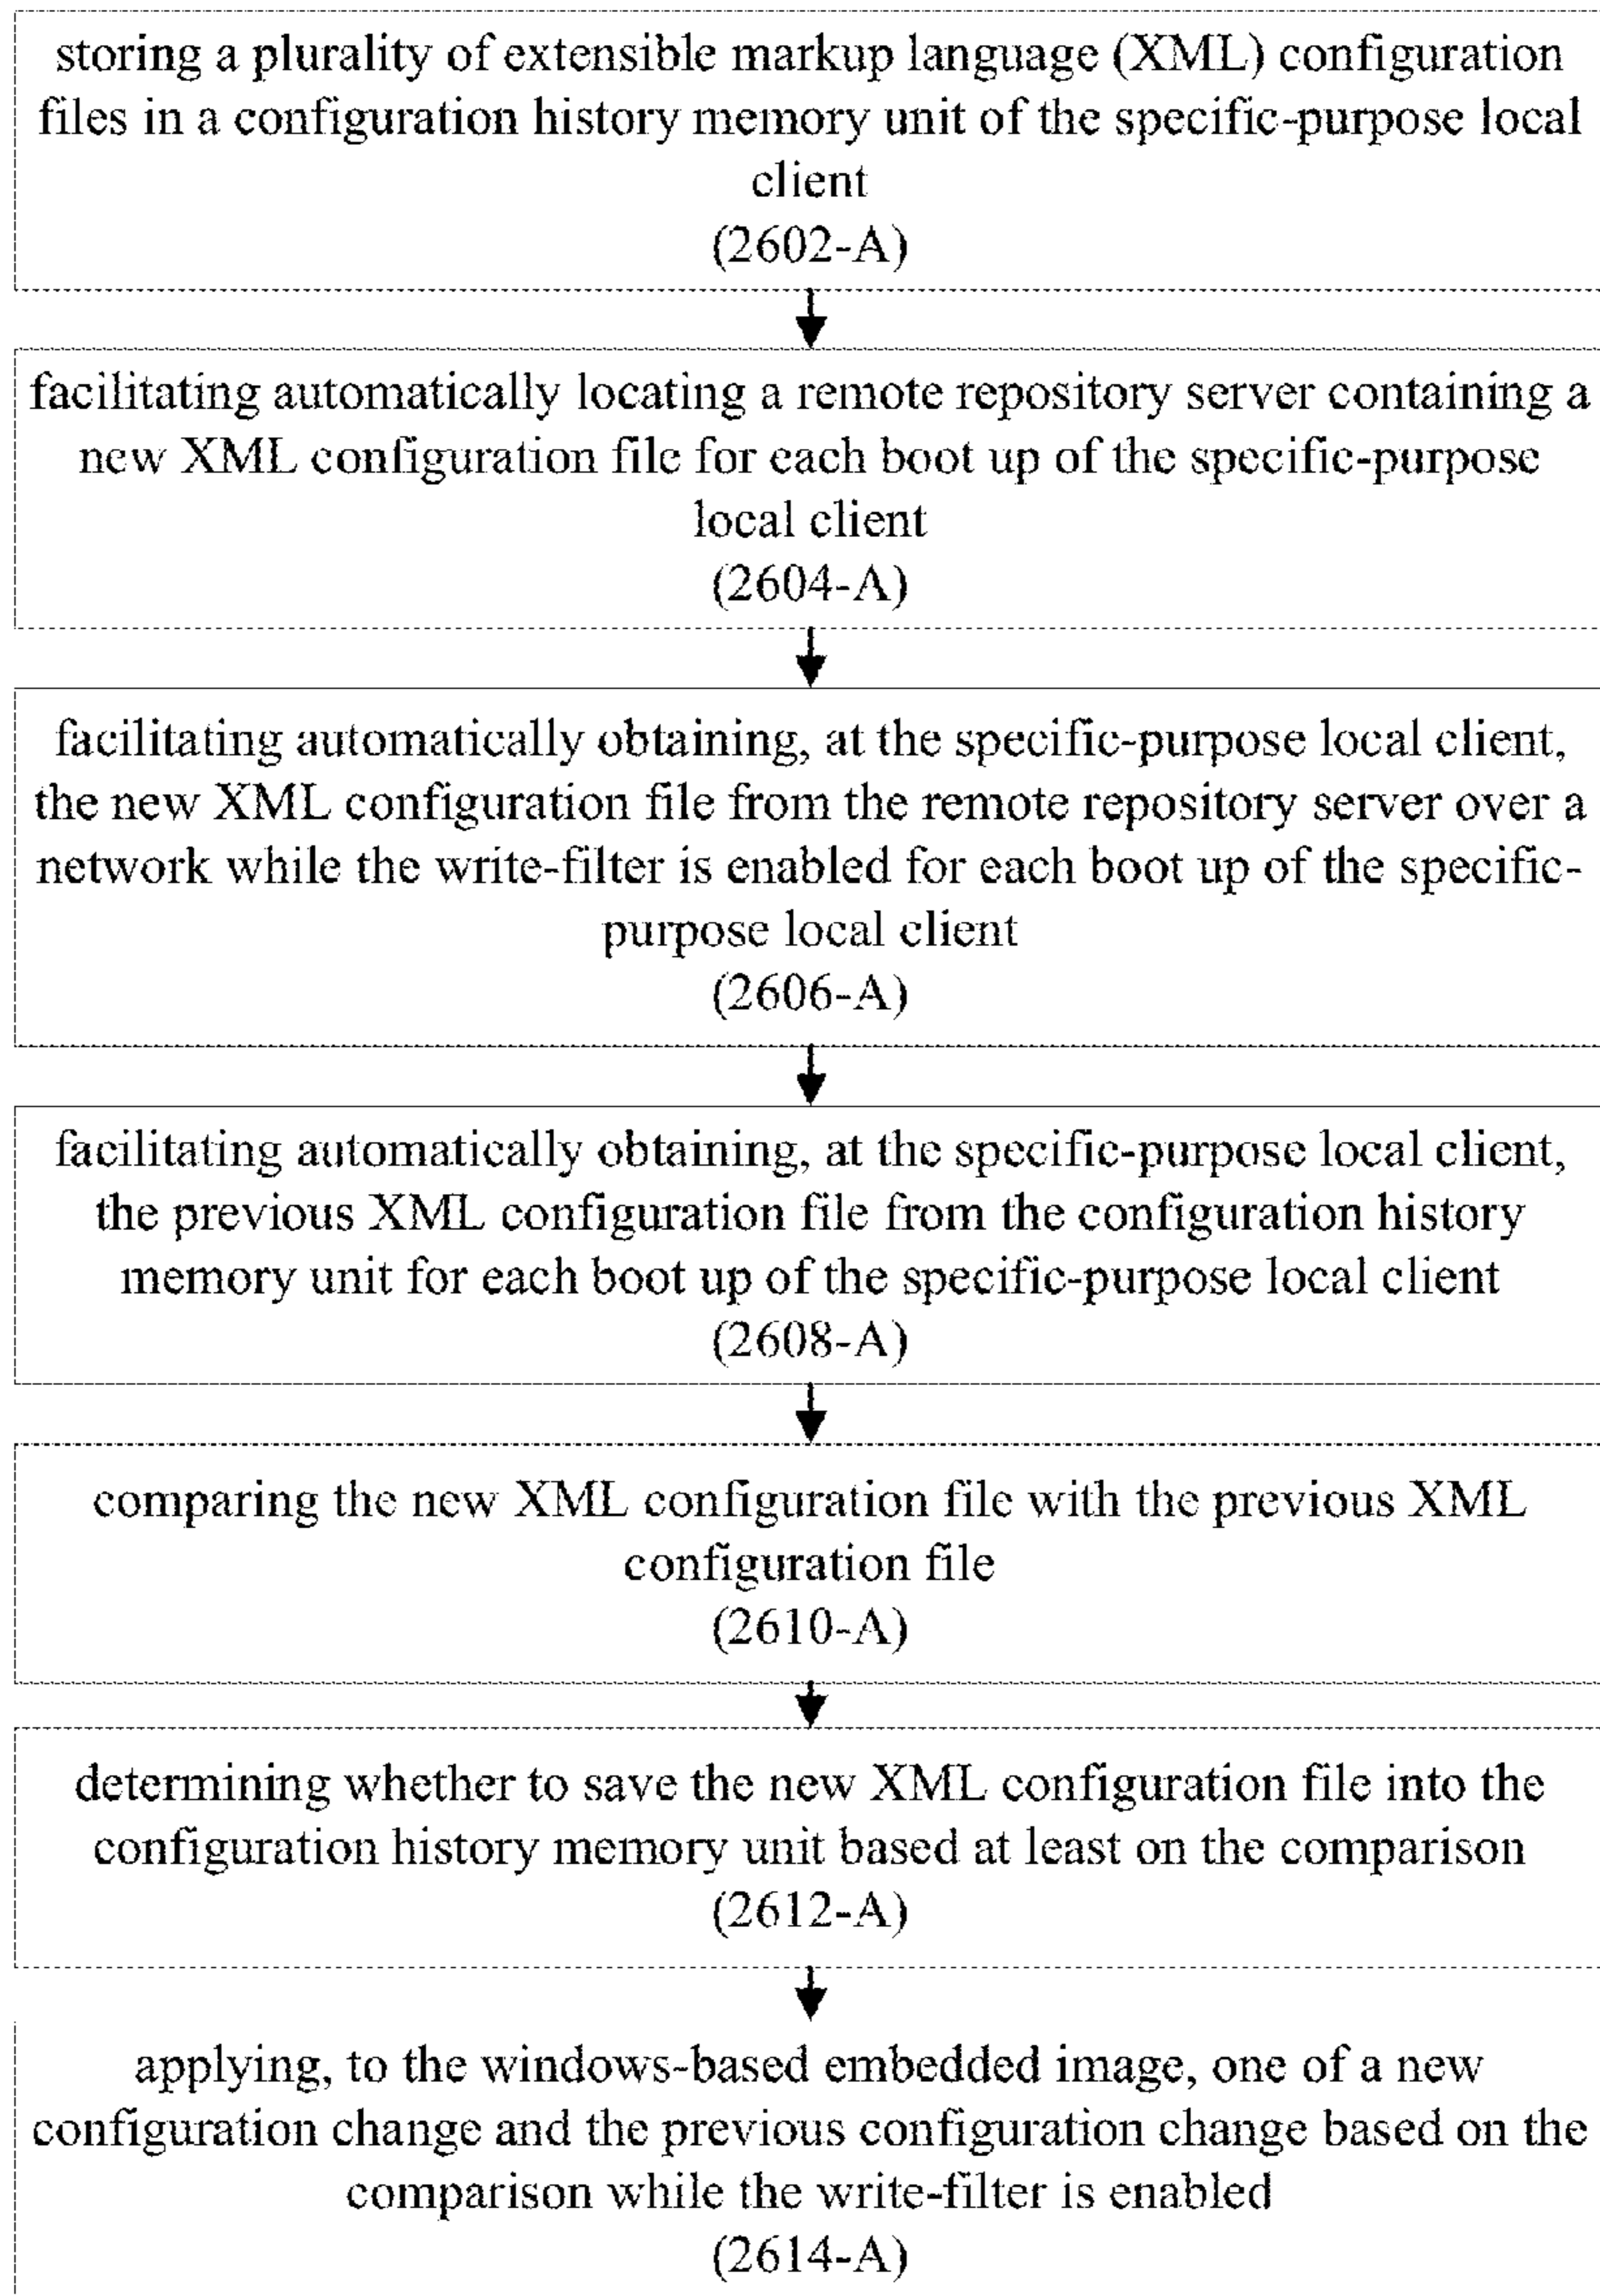 storing a plurality of extensible markup language (XML) configuration
files in a configuration history memory unit of the specific-purpose local
client
(2602-A)
facilitating automatically locating a remote repository server containing a
new XML configuration file for each boot up of the specific-purpose
local client
(2604-A)
facilitating automatically obtaining, at the specific-purpose local client,
the new XML configuration file from the remote repository server over a
network while the write-filter is enabled for each boot up of the specific-
purpose local client
(2606-A)
facilitating automatically obtaining, at the specific-purpose local client,
the previous XML configuration file from the configuration history
memory unit for each boot up of the specific-purpose local client
(2608-A)
comparing the new XML configuration file with the previous XML
configuration file
(2610-A)
determining whether to save the new XML configuration file into the
configuration history memory unit based at least on the comparison
(2612-A)
applying, to the windows-based embedded image, one of a new
configuration change and the previous configuration change based on the
comparison while the write-filter is enabled
(2614-A)